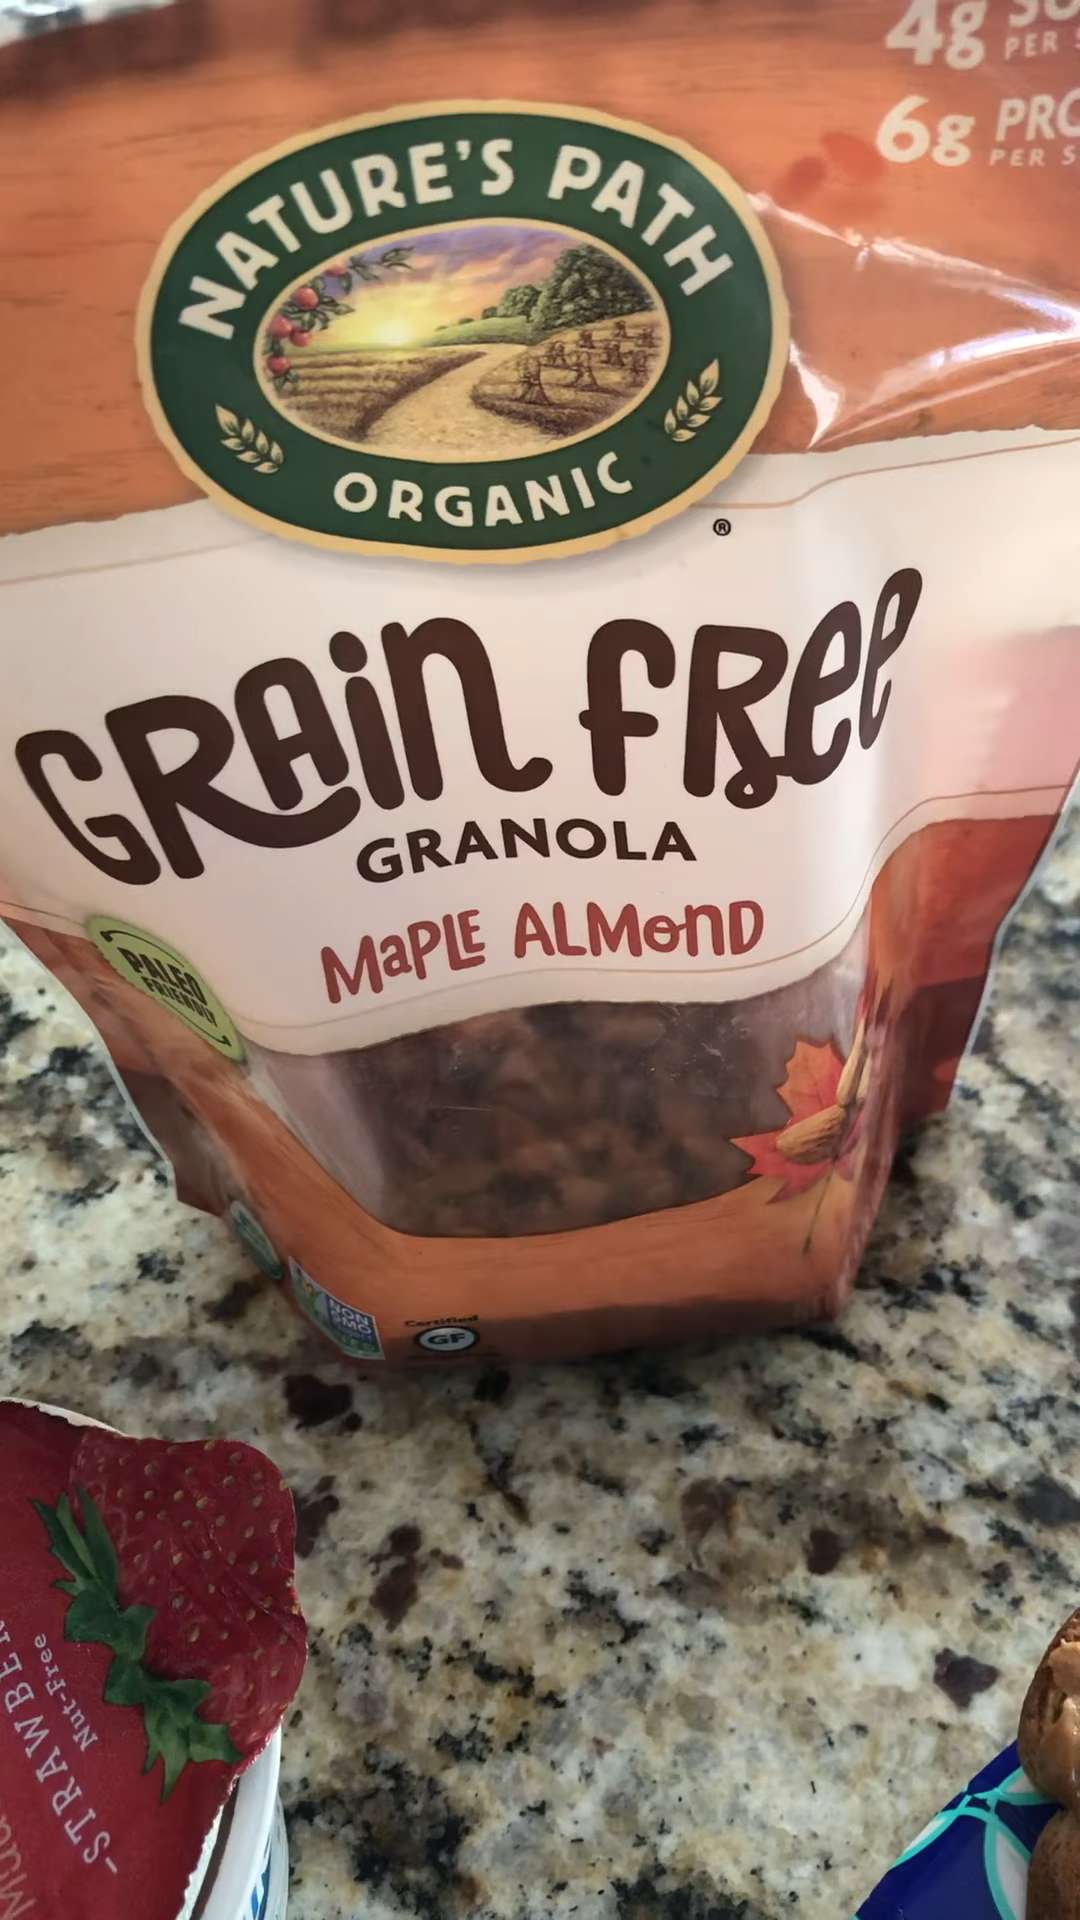 4g
PER
6g PRO
PER S
NATURE'S PATH
ORGANIC
®
GRAIN FREE
GRANOLA
MAPLE ALMOND
PALEO
FRIENDLY
NON
GMO
Certified
GF
STRAWBE
Nut-Free